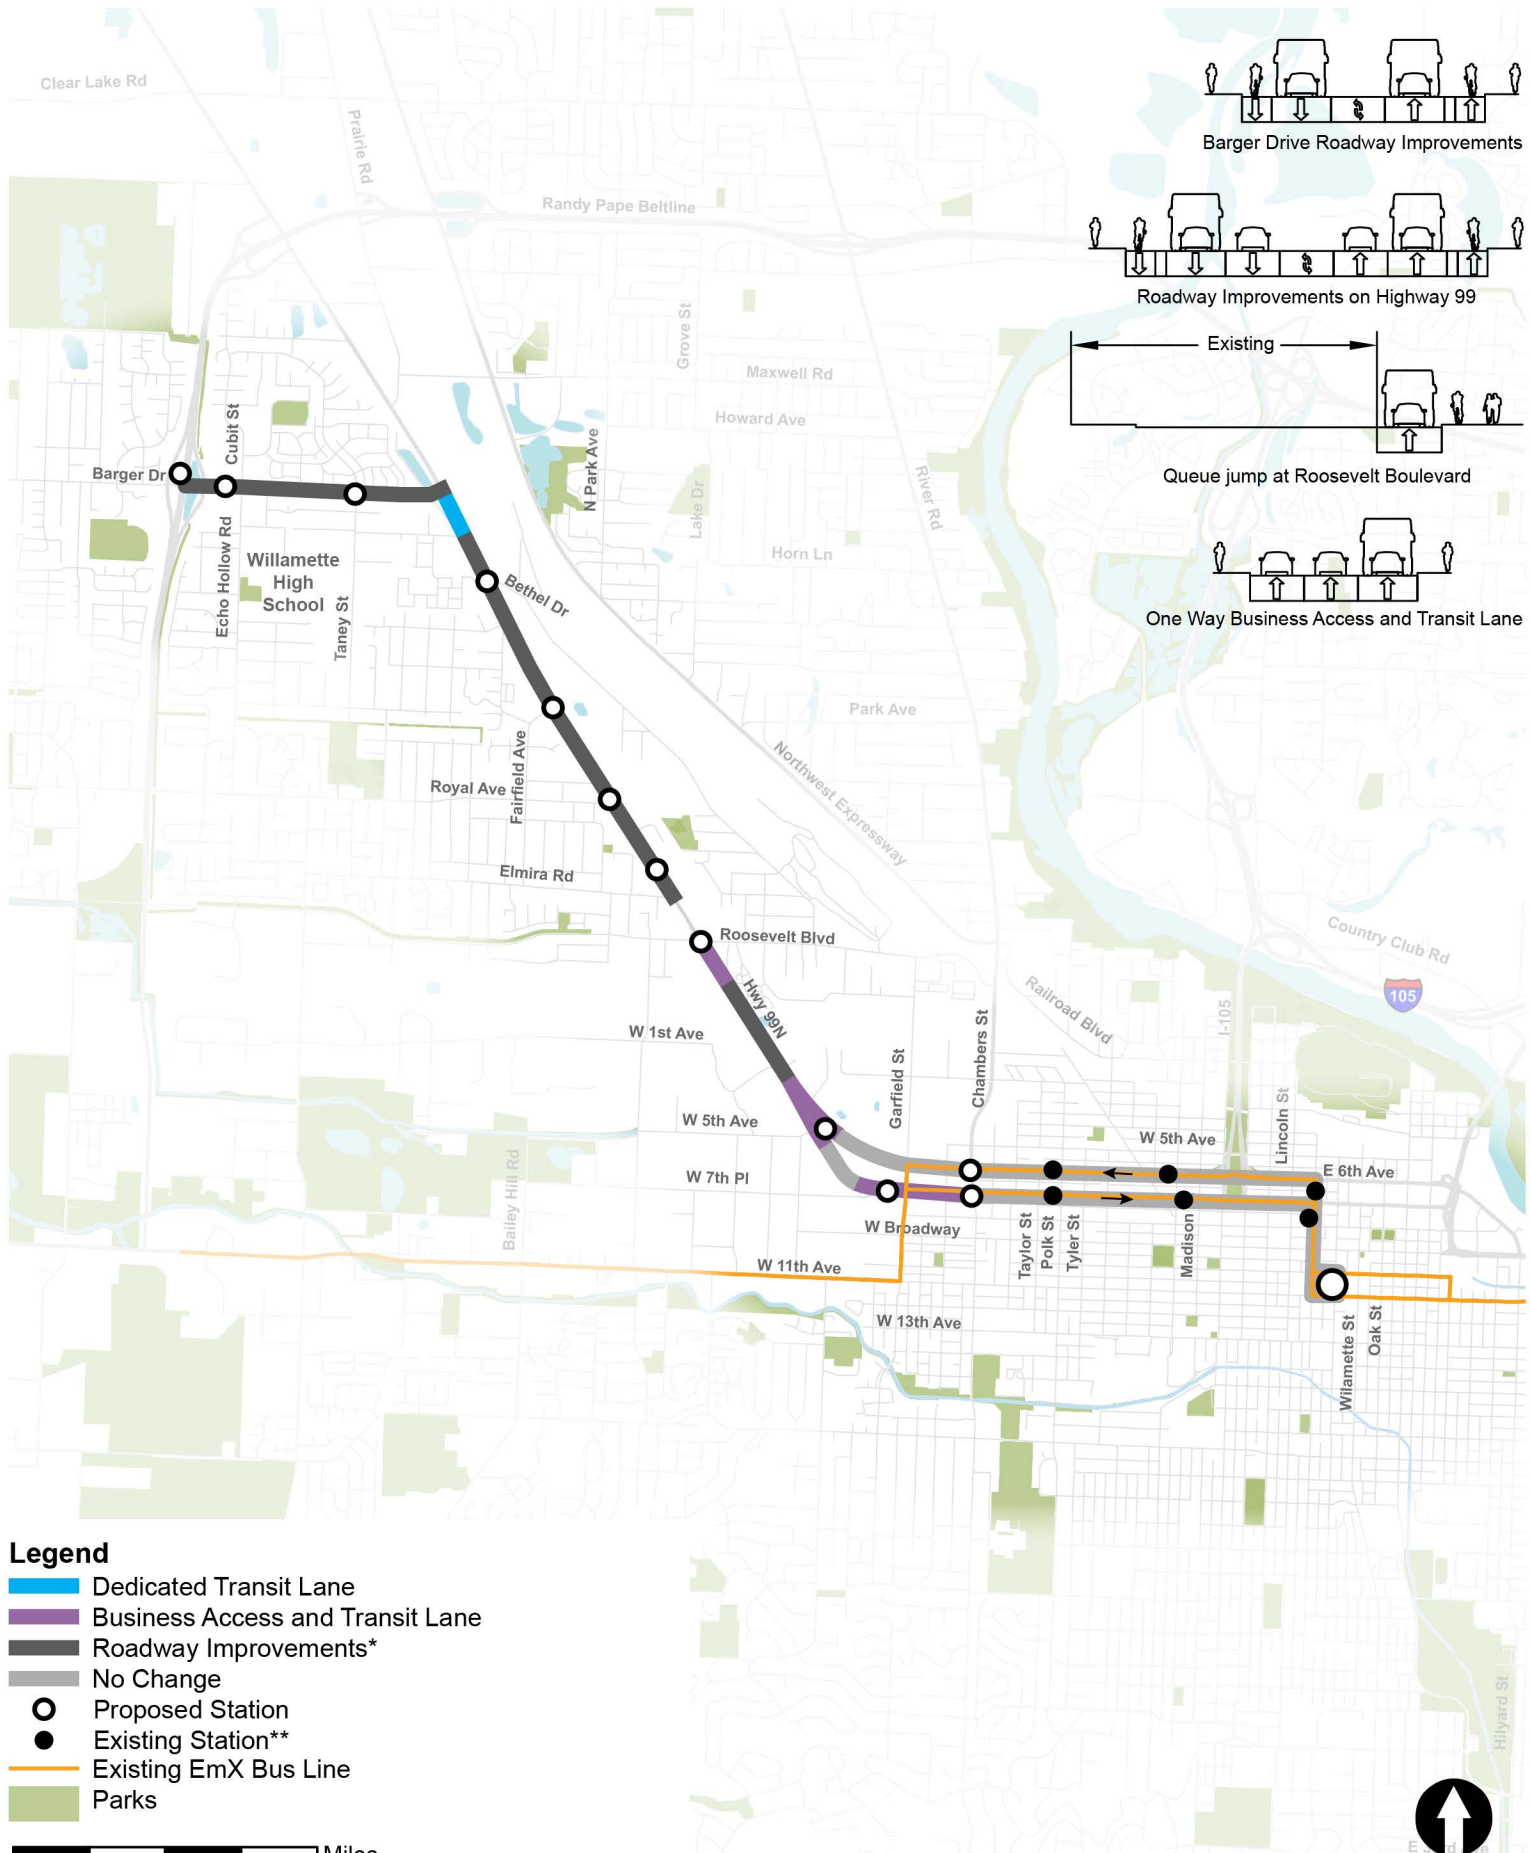 Clear Lake Rd
Prairie Rd
Randy Pape Beltline
Barger Drive Roadway Improvements
Roadway Improvements on Highway 99
Existing
Queue jump at Roosevelt Boulevard
One Way Business Access and Transit Lane
Grove St
Maxwell Rd
Howard Ave
River Rd
Cubit St
Barger Dr
N Park Ave
Lake Dr
Horn Ln
Echo Hollow Rd
Willamette
High
School
Taney St
Bethel Dr
Park Ave
Northwest Expressway
Fairfield Ave
Royal Ave
Elmira Rd
Roosevelt Blvd
Country Club Rd
105
Railroad Blvd
I-105
Hwy 99N
W 1st Ave
Garfield St
Chambers St
Lincoln St
W 5th Ave
W 5th Ave
E 6th Ave
W 7th Pl
Bailey Hill Rd
W Broadway
Taylor St
Polk St
Tyler St
Madison
W 11th Ave
W 13th Ave
Wilamette St
Oak St
Hilyard St
Legend
Dedicated Transit Lane
Business Access and Transit Lane
Roadway Improvements*
No Change
Proposed Station
Existing Station**
Existing EmX Bus Line
Parks
Miles